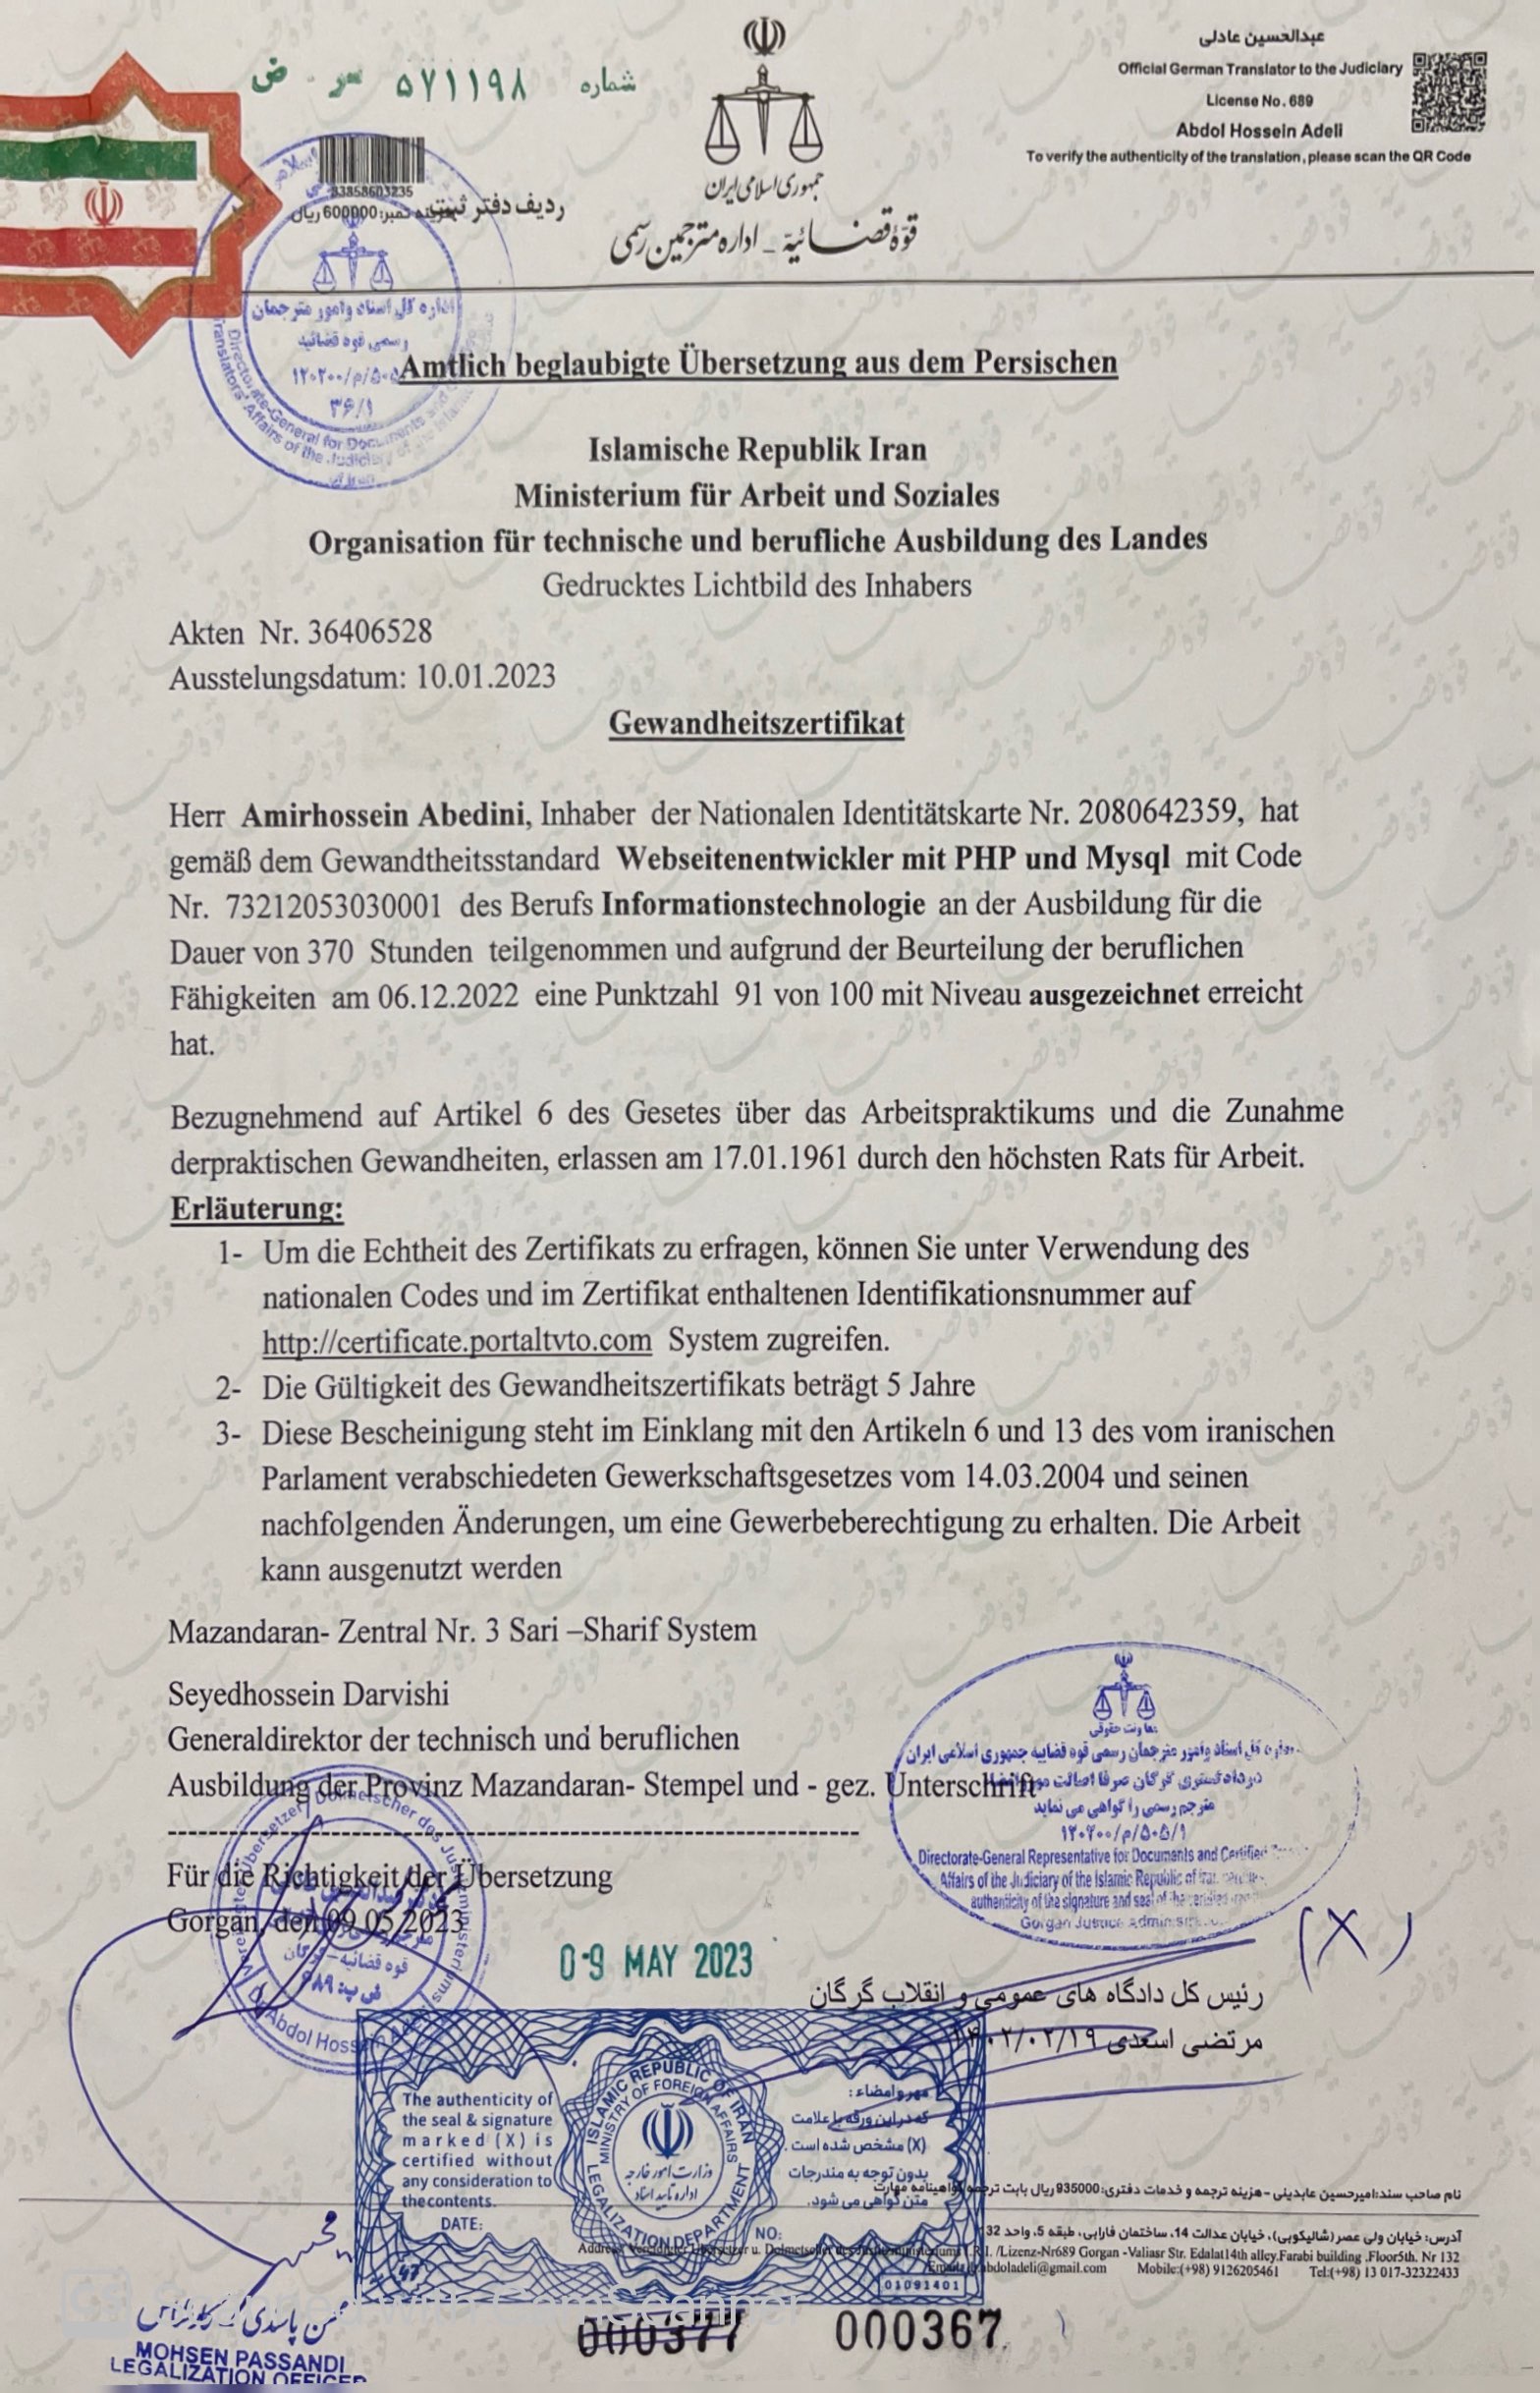 عبدالحسین عادلی
Official German Translator to the Judiciary
License No. 689
Abdol Hossein Adeli
To verify the authenticity of the translation, please scan the QR Code
شماره ۵۷۱۱۹۸ سر . ض
83858603235
ردیف دفتر ثبت
هزینه تمبر: 600000 ریال
جمهوری اسلامی ایران
قوّه قضائیّه _ اداره مترجمین رسمی
اداره کل اسناد و امور مترجمان
رسمی قوه قضائیه
۳۶/۱
Directorate-General for Documents and
Translators' Affairs of the Judiciary of
Amtlich beglaubigte Übersetzung aus dem Persischen
Islamische Republik Iran
Ministerium für Arbeit und Soziales
Organisation für technische und berufliche Ausbildung des Landes
Gedrucktes Lichtbild des Inhabers
Akten Nr. 36406528
Ausstelungsdatum: 10.01.2023
Gewandheitszertifikat
Herr Amirhossein Abedini, Inhaber der Nationalen Identitätskarte Nr. 2080642359, hat
gemäß dem Gewandtheitsstandard Webseitenentwickler mit PHP und Mysql mit Code
Nr. 73212053030001 des Berufs Informationstechnologie an der Ausbildung für die
Dauer von 370 Stunden teilgenommen und aufgrund der Beurteilung der beruflichen
Fähigkeiten am 06.12.2022 eine Punktzahl 91 von 100 mit Niveau ausgezeichnet erreicht
hat.
Bezugnehmend auf Artikel 6 des Gesetes über das Arbeitspraktikums und die Zunahme
derpraktischen Gewandheiten, erlassen am 17.01.1961 durch den höchsten Rats für Arbeit.
Erläuterung:
1- Um die Echtheit des Zertifikats zu erfragen, können Sie unter Verwendung des
nationalen Codes und im Zertifikat enthaltenen Identifikationsnummer auf
http://certificate.portaltvto.com System zugreifen.
2- Die Gültigkeit des Gewandheitszertifikats beträgt 5 Jahre
3- Diese Bescheinigung steht im Einklang mit den Artikeln 6 und 13 des vom iranischen
Parlament verabschiedeten Gewerkschaftsgesetzes vom 14.03.2004 und seinen
nachfolgenden Änderungen, um eine Gewerbeberechtigung zu erhalten. Die Arbeit
kann ausgenutzt werden
Mazandaran- Zentral Nr. 3 Sari –Sharif System
Seyedhossein Darvishi
Generaldirektor der technisch und beruflichen
Ausbildung der Provinz Mazandaran- Stempel und - gez. Unterschrift
معاونت حقوقی
اداره کل اسناد و امور مترجمان رسمی قوه قضاییه جمهوری اسلامی ایران
در دادگستری گرگان صرفا اصالت مهر و امضاء
مترجم رسمی را گواهی می نماید
۱۲۰۲۰۰/م/۵۰۵/۱
Directorate-General Representative for Documents and Certified
Affairs of the Judiciary of the Islamic Republic of Iran
authenticity of the signature and seal of the certified
Gorgan Justice Administ
Für die Richtigkeit der Übersetzung
Gorgan, den 09.05.2023
قوه قضائیه – گرگان
09 MAY 2023
(X)
رئیس کل دادگاه های عمومی و انقلاب گرگان
مرتضی اسعدی ۱۴۰۲/۰۲/۱۹
The authenticity of
the seal & signature
marked (X) is
certified without
any consideration to
the contents.
DATE:
ISLAMIC REPUBLIC OF IRAN
MINISTRY OF FOREIGN AFFAIRS
LEGALIZATION DEPARTMENT
وزارت امور خارجه
اداره تایید اسناد
مهر و امضاء:
که در این ورقه با علامت
(X) مشخص شده است.
بدون توجه به مندرجات
متن گواهی می شود.
NO:
01091401
نام صاحب سند:امیرحسین عابدینی - هزینه ترجمه و خدمات دفتری:935000 ریال بابت ترجمه گواهینامه مهارت
آدرس: خیابان ولی عصر (شالیکوبی)، خیابان عدالت 14، ساختمان فارابی، طبقه 5، واحد 132
Address: Vereidigter Übersetzer u. Dolmetscher des Justizministeriums I.R.I. /Lizenz-Nr689 Gorgan -Valiasr Str. Edalat14th alley.Farabi building .Floor5th. Nr 132
abdoladeli@gmail.com Mobile:(+98) 9126205461 Tel:(+98) 13 017-32322433
000377 000367
MOHSEN PASSANDI
LEGALIZATION OFFICER